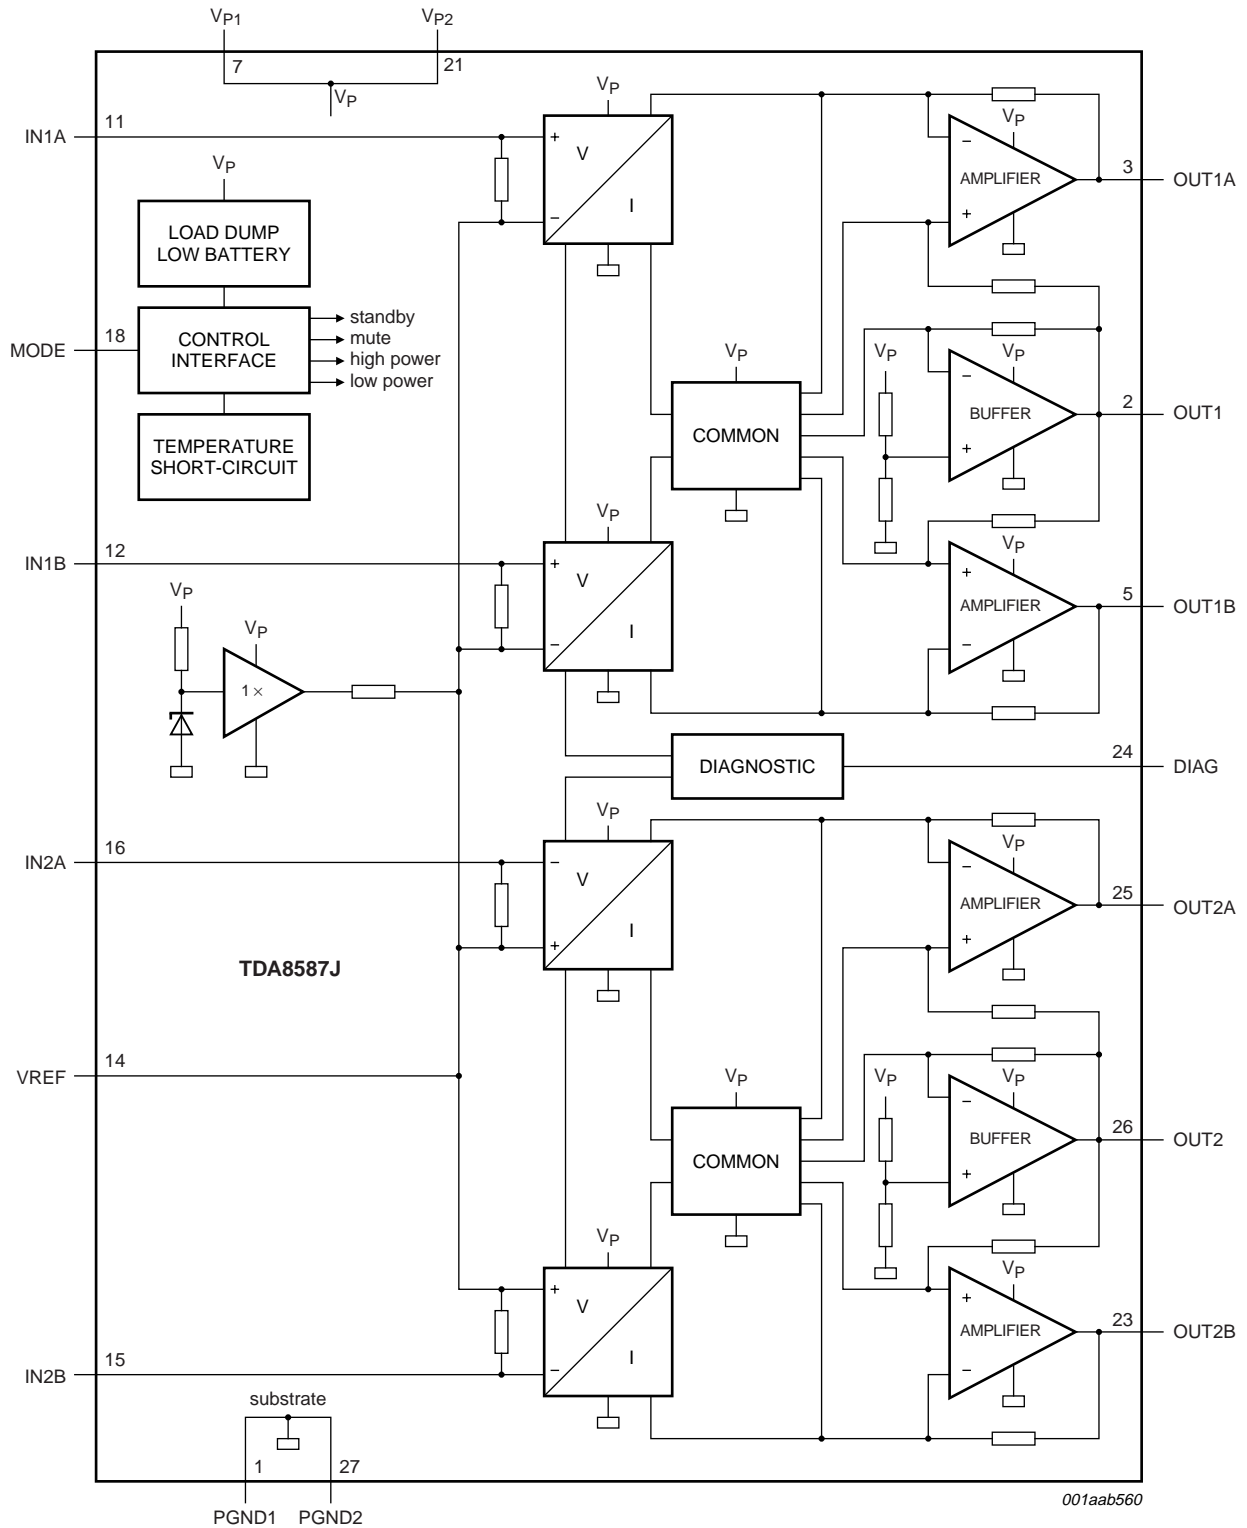 VP1
VP2
7
21
VP
IN1A
11
VP
+
V
I
−
VP
−
AMPLIFIER
+
3
OUT1A
VP
LOAD DUMP
LOW BATTERY
MODE
18
CONTROL
INTERFACE
standby
mute
high power
low power
TEMPERATURE
SHORT-CIRCUIT
VP
COMMON
VP
VP
−
BUFFER
+
2
OUT1
IN1B
12
VP
+
V
I
−
VP
+
AMPLIFIER
−
5
OUT1B
VP
VP
1 ×
DIAGNOSTIC
24
DIAG
IN2A
16
VP
−
V
I
+
VP
−
AMPLIFIER
+
25
OUT2A
TDA8587J
VREF
14
VP
COMMON
VP
VP
−
BUFFER
+
26
OUT2
VP
+
V
I
−
IN2B
15
VP
+
AMPLIFIER
−
23
OUT2B
substrate
1
27
PGND1
PGND2
001aab560